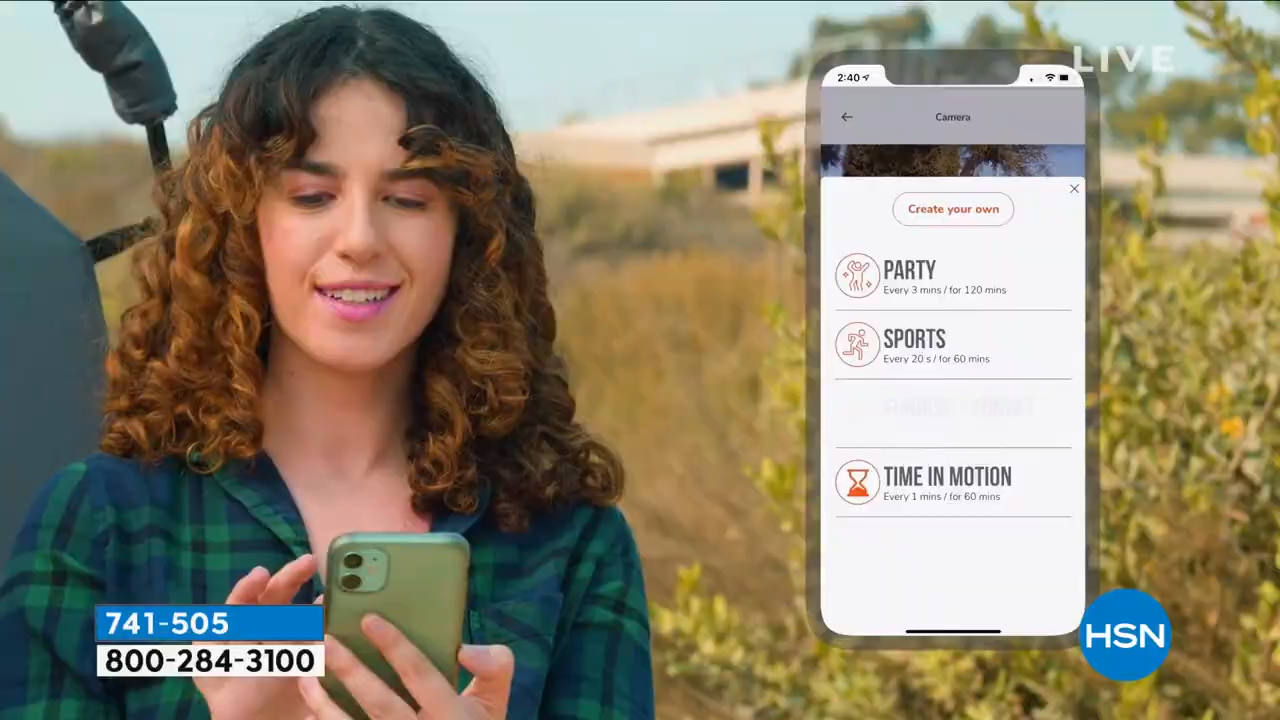 LIVE
2:40
Camera
Create your own
PARTY
Every 3 mins / for 120 mins
SPORTS
Every 20 s / for 60 mins
TIME IN MOTION
Every 1 mins / for 60 mins
741-505
800-284-3100
HSN